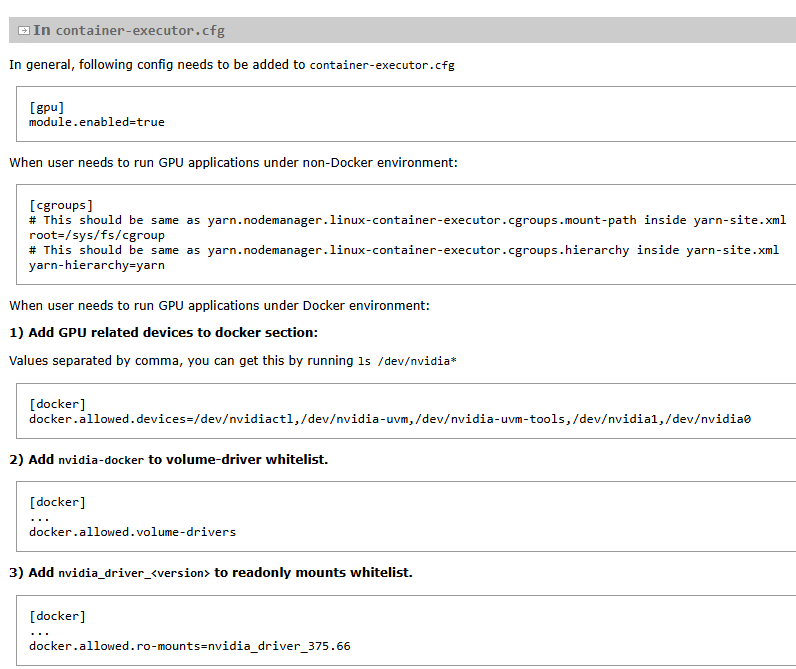 In container-executor.cfg
In general, following config needs to be added to container-executor.cfg
[gpu]
module.enabled=true
When user needs to run GPU applications under non-Docker environment:
[cgroups]
# This should be same as yarn.nodemanager.linux-container-executor.cgroups.mount-path inside yarn-site.xml
root=/sys/fs/cgroup
# This should be same as yarn.nodemanager.linux-container-executor.cgroups.hierarchy inside yarn-site.xml
yarn-hierarchy=yarn
When user needs to run GPU applications under Docker environment:
1) Add GPU related devices to docker section:
Values separated by comma, you can get this by running ls /dev/nvidia*
[docker]
docker.allowed.devices=/dev/nvidiactl,/dev/nvidia-uvm,/dev/nvidia-uvm-tools,/dev/nvidia1,/dev/nvidia0
2) Add nvidia-docker to volume-driver whitelist.
[docker]
...
docker.allowed.volume-drivers
3) Add nvidia_driver_<version> to readonly mounts whitelist.
[docker]
...
docker.allowed.ro-mounts=nvidia_driver_375.66